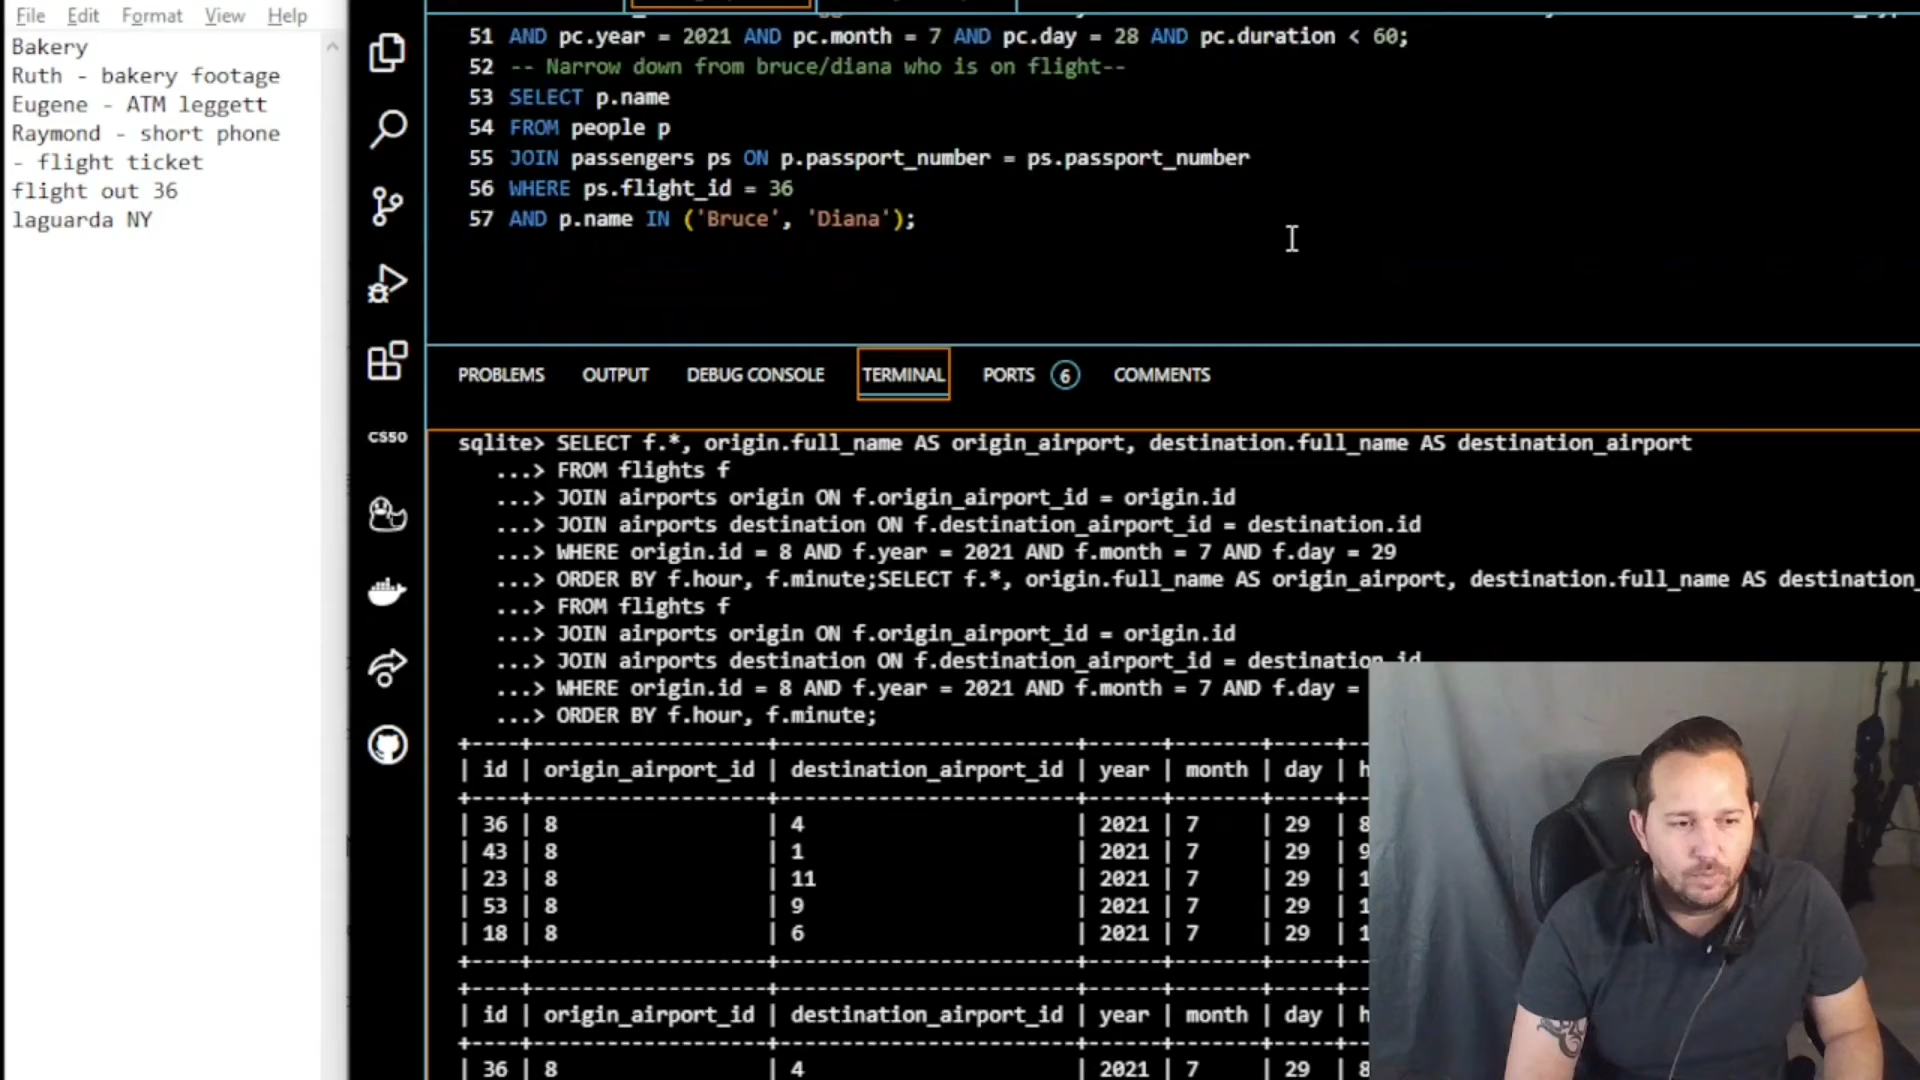 File Edit Format View Help
Bakery
Ruth - bakery footage
Eugene - ATM leggett
Raymond - short phone
- flight ticket
flight out 36
laguarda NY
CS50
51 AND pc.year = 2021 AND pc.month = 7 AND pc.day = 28 AND pc.duration < 60;
52 -- Narrow down from bruce/diana who is on flight--
53 SELECT p.name
54 FROM people p
55 JOIN passengers ps ON p.passport_number = ps.passport_number
56 WHERE ps.flight_id = 36
57 AND p.name IN ('Bruce', 'Diana');
PROBLEMS OUTPUT DEBUG CONSOLE TERMINAL PORTS 6 COMMENTS
sqlite> SELECT f.*, origin.full_name AS origin_airport, destination.full_name AS destination_airport
...> FROM flights f
...> JOIN airports origin ON f.origin_airport_id = origin.id
...> JOIN airports destination ON f.destination_airport_id = destination.id
...> WHERE origin.id = 8 AND f.year = 2021 AND f.month = 7 AND f.day = 29
...> ORDER BY f.hour, f.minute;SELECT f.*, origin.full_name AS origin_airport, destination.full_name AS destination_
...> FROM flights f
...> JOIN airports origin ON f.origin_airport_id = origin.id
...> JOIN airports destination ON f.destination_airport_id = destination.id
...> WHERE origin.id = 8 AND f.year = 2021 AND f.month = 7 AND f.day =
...> ORDER BY f.hour, f.minute;
| id | origin_airport_id | destination_airport_id | year | month | day | h
| 36 | 8 | 4 | 2021 | 7 | 29 | 8
| 43 | 8 | 1 | 2021 | 7 | 29 | 9
| 23 | 8 | 11 | 2021 | 7 | 29 | 1
| 53 | 8 | 9 | 2021 | 7 | 29 | 1
| 18 | 8 | 6 | 2021 | 7 | 29 | 1
| id | origin_airport_id | destination_airport_id | year | month | day | h
| 36 | 8 | 4 | 2021 | 7 | 29 | 8